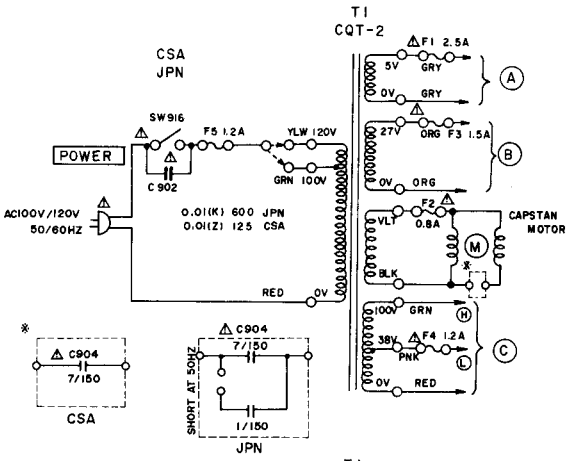 T1
CQT-2
CSA
JPN
⚠ F1 2.5A
5V GRY
0V GRY
A
SW916
⚠
⚠
C902
F5 1.2A
YLW 120V
GRN 100V
POWER
⚠
27V ORG F3 1.5A
0V ORG
B
⚠
AC100V/120V
50/60HZ
0.01(K) 600 JPN
0.01(Z) 125 CSA
VLT
F2 ⚠
0.8A
M
CAPSTAN
MOTOR
*
BLK
RED 0V
100V GRN H
38V PNK ⚠ F4 1.2A L
0V RED
C
*
⚠ C904
7/150
CSA
⚠ C904
7/150
SHORT AT 50HZ
1/150
JPN